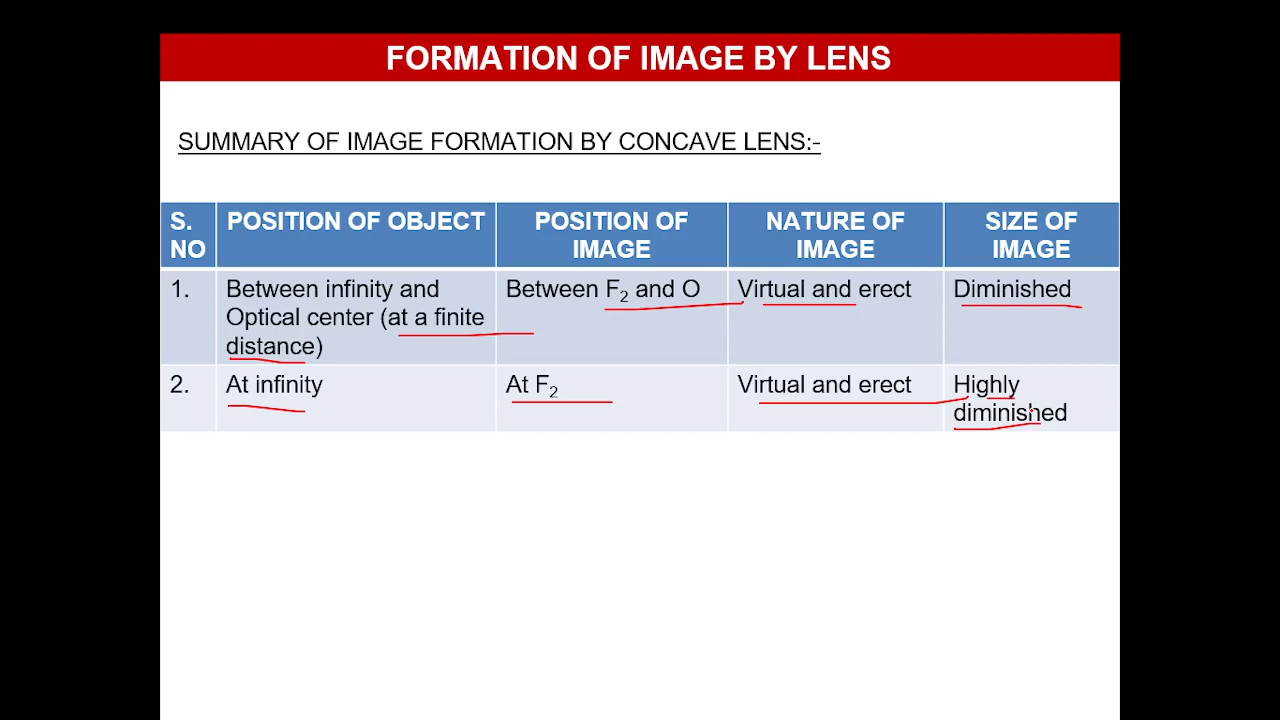 FORMATION OF IMAGE BY LENS
SUMMARY OF IMAGE FORMATION BY CONCAVE LENS:-
S. NO
POSITION OF OBJECT
POSITION OF IMAGE
NATURE OF IMAGE
SIZE OF IMAGE
1.
Between infinity and
Optical center (at a finite
distance)
Between F₂ and O
Virtual and erect
Diminished
2.
At infinity
At F₂
Virtual and erect
Highly
diminished